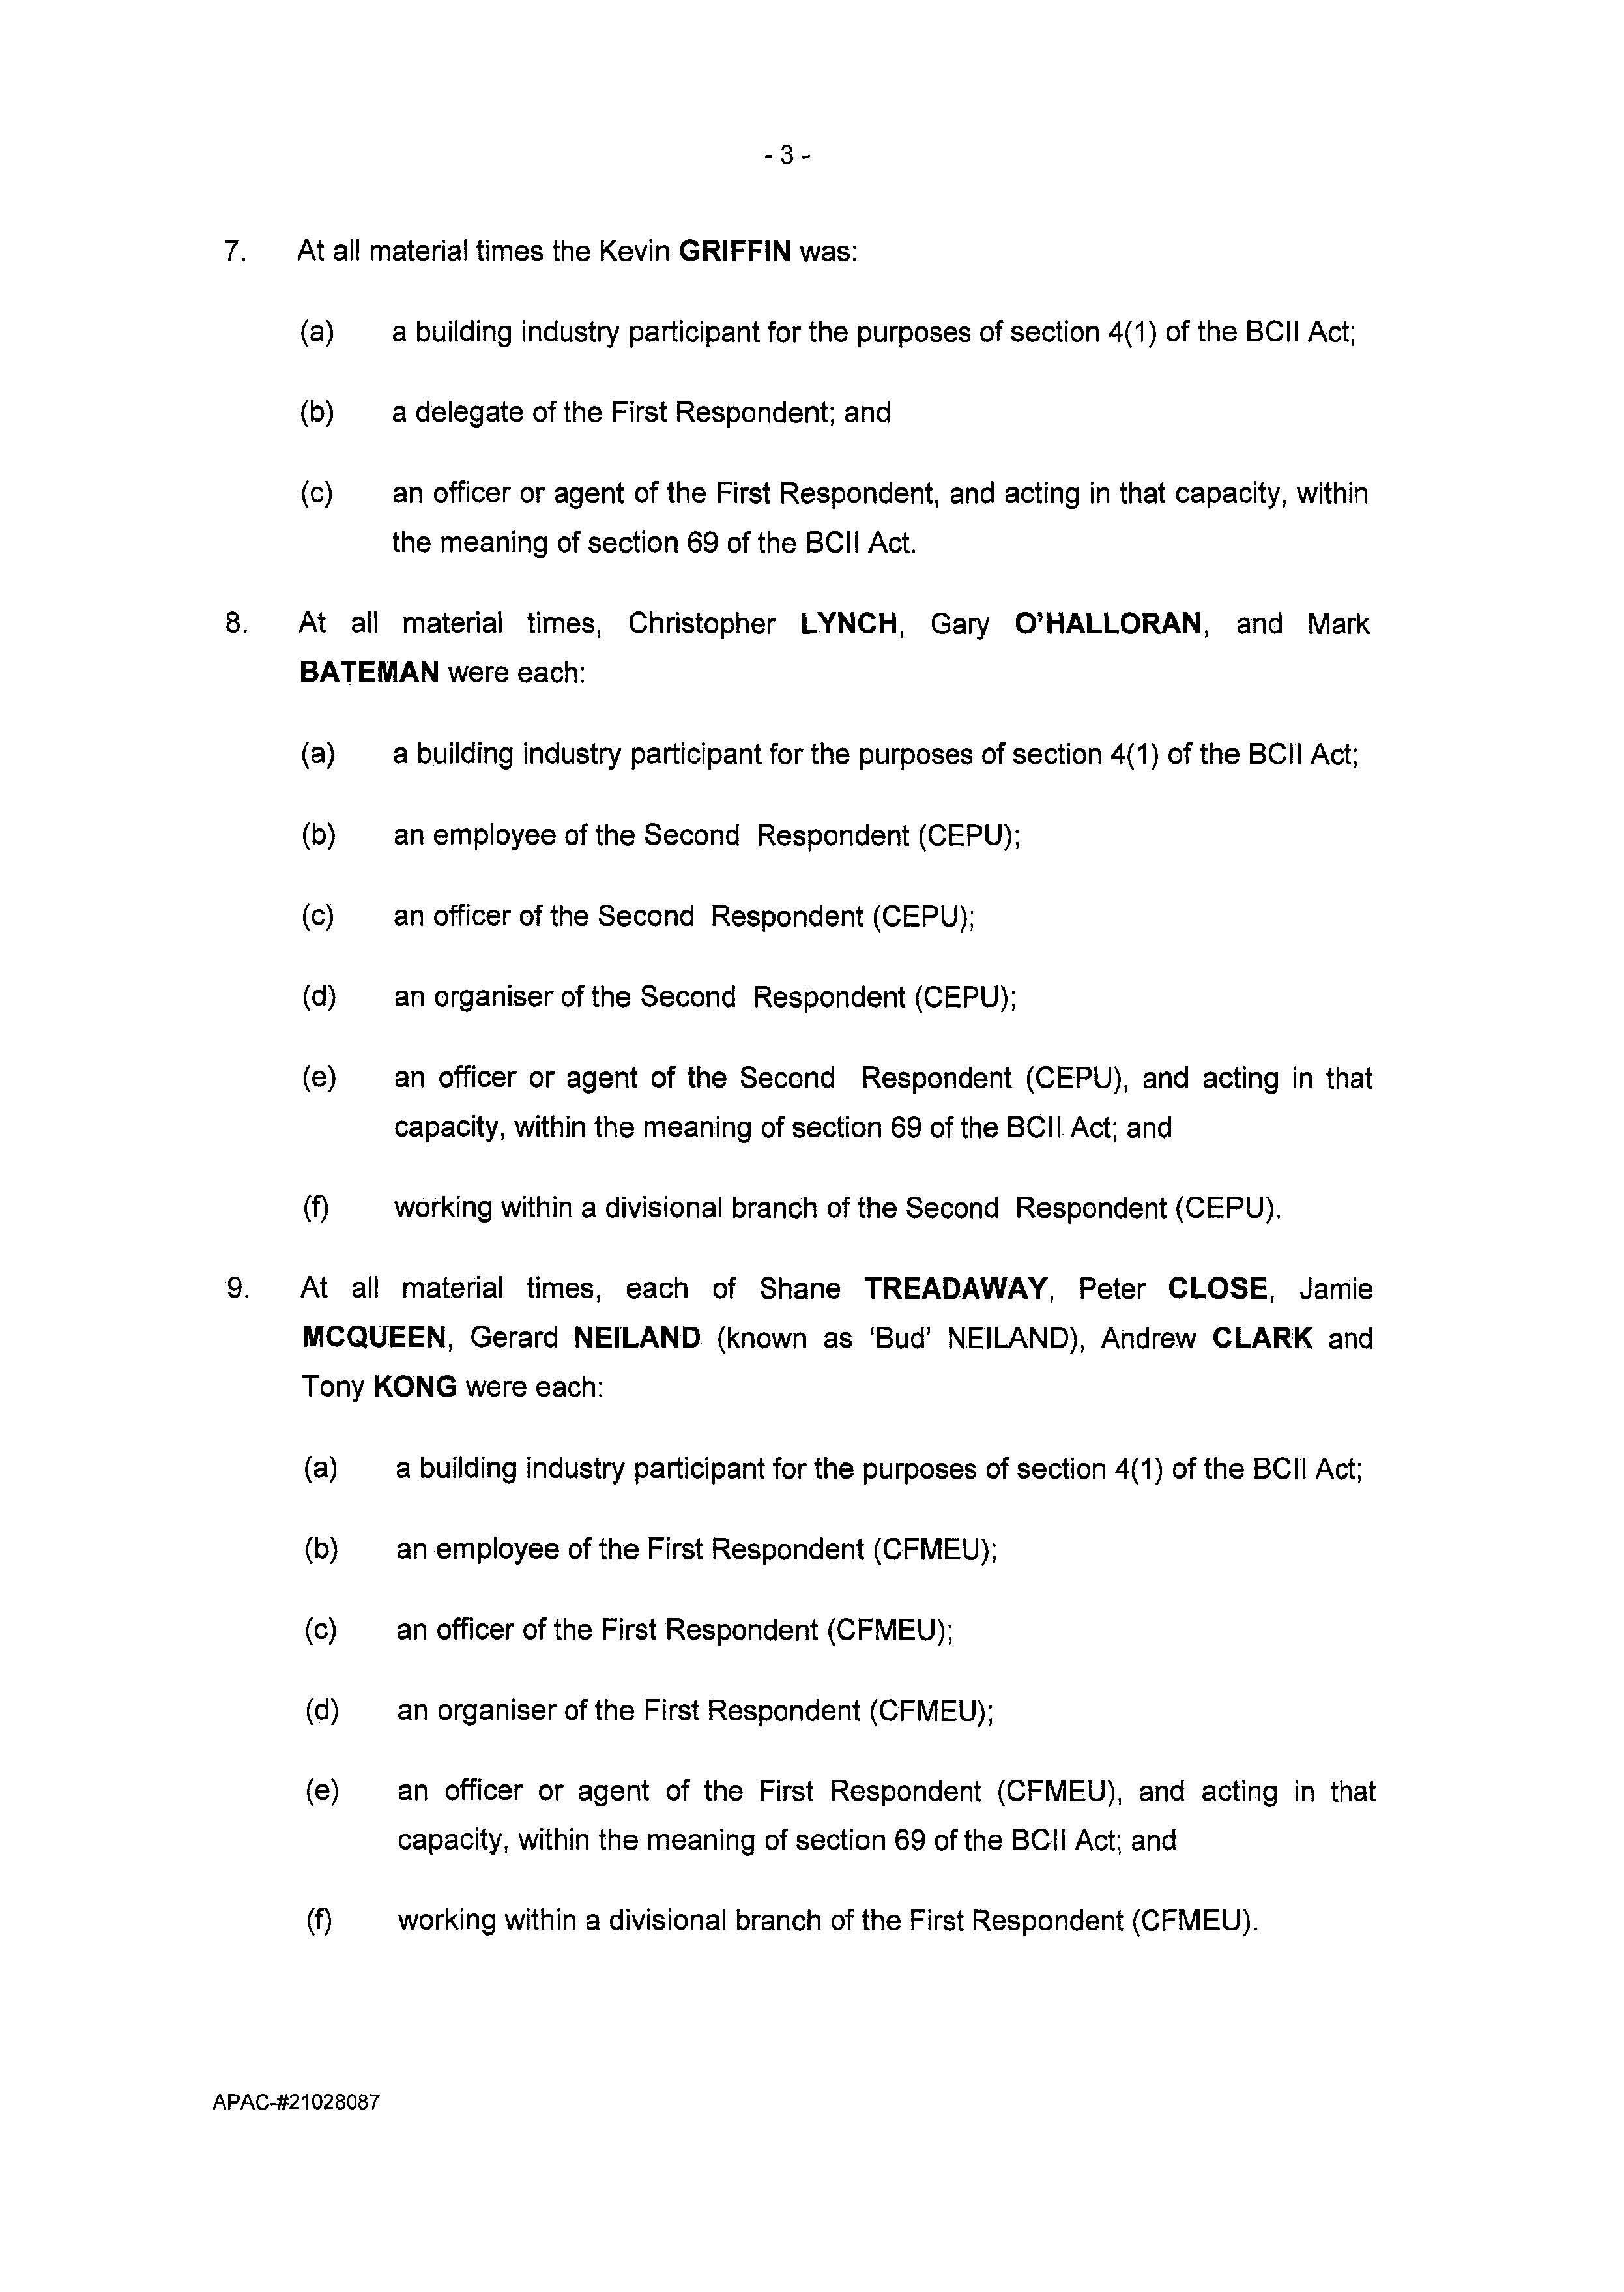 - 3 -
7. At all material times the Kevin GRIFFIN was:
(a) a building industry participant for the purposes of section 4(1) of the BCII Act;
(b) a delegate of the First Respondent; and
(c) an officer or agent of the First Respondent, and acting in that capacity, within
the meaning of section 69 of the BCII Act.
8. At all material times, Christopher LYNCH, Gary O'HALLORAN, and Mark
BATEMAN were each:
(a) a building industry participant for the purposes of section 4(1) of the BCII Act;
(b) an employee of the Second Respondent (CEPU);
(c) an officer of the Second Respondent (CEPU);
(d) an organiser of the Second Respondent (CEPU);
(e) an officer or agent of the Second Respondent (CEPU), and acting in that
capacity, within the meaning of section 69 of the BCII Act; and
(f) working within a divisional branch of the Second Respondent (CEPU).
9. At all material times, each of Shane TREADAWAY, Peter CLOSE, Jamie
MCQUEEN, Gerard NEILAND (known as 'Bud' NEILAND), Andrew CLARK and
Tony KONG were each:
(a) a building industry participant for the purposes of section 4(1) of the BCII Act;
(b) an employee of the First Respondent (CFMEU);
(c) an officer of the First Respondent (CFMEU);
(d) an organiser of the First Respondent (CFMEU);
(e) an officer or agent of the First Respondent (CFMEU), and acting in that
capacity, within the meaning of section 69 of the BCII Act; and
(f) working within a divisional branch of the First Respondent (CFMEU).
APAC-#21028087